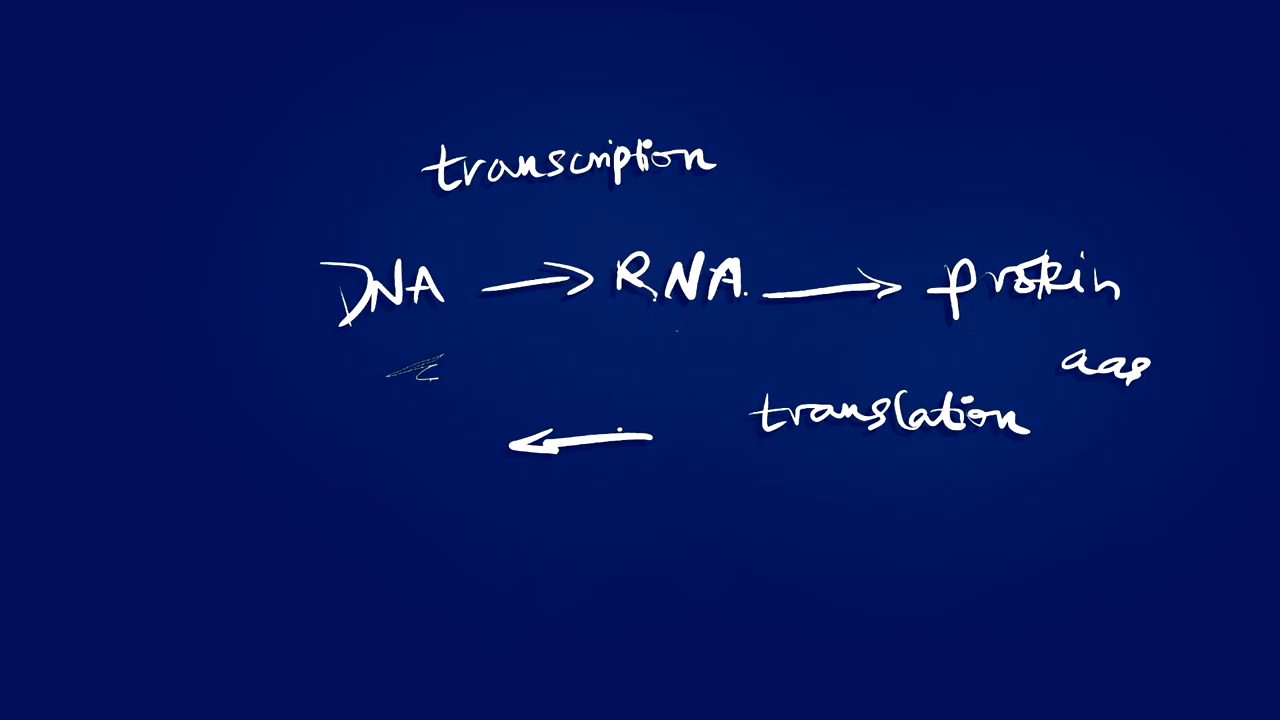 transcription
DNA → RNA → protein
aas
translation
←